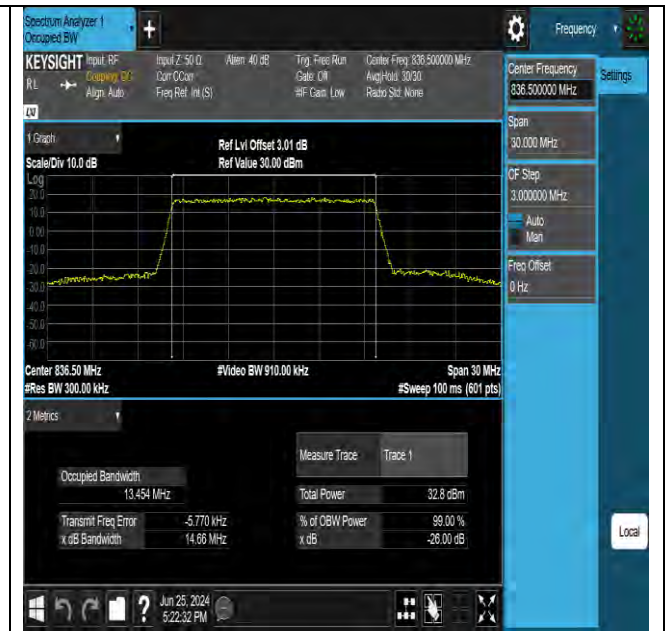 Spectrum Analyzer 1
Occupied BW
Frequency
KEYSIGHT
Input: RF
Coupling: DC
Align: Auto
RL
Input Z: 50 Ω
Corr CCorr
Freq Ref: Int (S)
Atten: 40 dB
Trig: Free Run
Gate: Off
#IF Gain: Low
Center Freq: 836.500000 MHz
Avg|Hold: 30/30
Radio Std: None
Center Frequency
836.500000 MHz
Settings
Span
30.000 MHz
CF Step
3.000000 MHz
Auto
Man
Freq Offset
0 Hz
1 Graph
Scale/Div 10.0 dB
Ref Lvl Offset 3.01 dB
Ref Value 30.00 dBm
Log
20.0
10.0
0.00
-10.0
-20.0
-30.0
-40.0
-50.0
-60.0
Center 836.50 MHz
#Video BW 910.00 kHz
Span 30 MHz
#Res BW 300.00 kHz
#Sweep 100 ms (601 pts)
2 Metrics
Measure Trace
Trace 1
Occupied Bandwidth
13.454 MHz
Total Power
32.8 dBm
Transmit Freq Error
-5.770 kHz
% of OBW Power
99.00 %
x dB Bandwidth
14.66 MHz
x dB
-26.00 dB
Local
Jun 25, 2024
5:22:32 PM